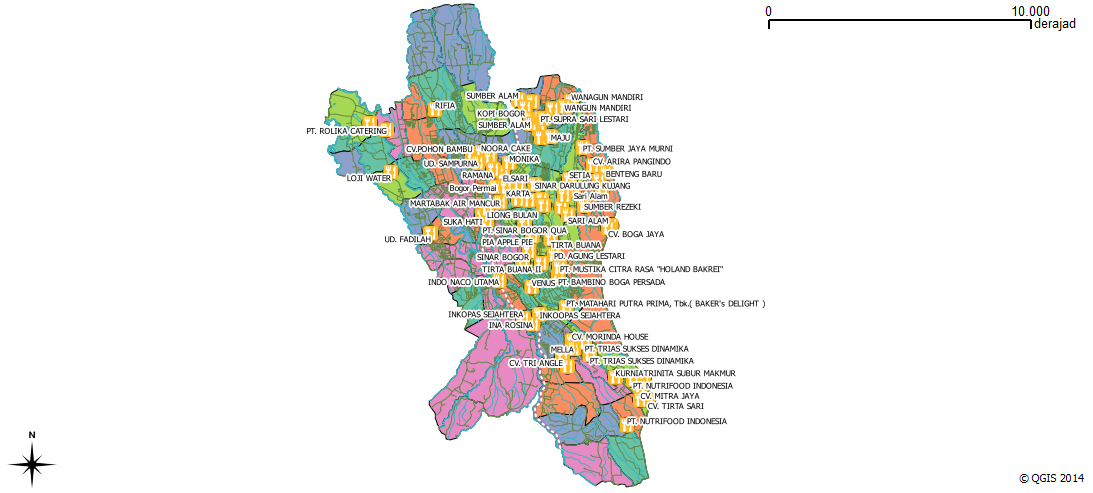 0 10.000
derajad
SUMBER ALAM
WANAGUN MANDIRI
RIFIA
WANGUN MANDIRI
KOPI BOGOR
PT. SUPRA SARI LESTARI
SUMBER ALAM
PT. ROLIKA CATERING
MAJU
CV.POHON BAMBU
NOORA CAKE
PT. SUMBER JAYA MURNI
UD. SAMPURNA
MONIKA
CV. ARIRA PANGINDO
RAMANA
ELSARI
SETIA
BENTENG BARU
LOJI WATER
Bogor Permai
SINAR DARULUNG KUJANG
KARTA
Sari Alam
MARTABAK AIR MANCUR
SUMBER REZEKI
LIONG BULAN
SUKA HATI
SARI ALAM
PT. SINAR BOGOR QUA
CV. BOGA JAYA
UD. FADILAH
PIA APPLE PIE
TIRTA BUANA
SINAR BOGOR
PD. AGUNG LESTARI
TIRTA BUANA II
PT. MUSTIKA CITRA RASA "HOLAND BAKREI"
INDO NACO UTAMA
VENUS
PT. BAMBINO BOGA PERSADA
PT. MATAHARI PUTRA PRIMA, Tbk.( BAKER's DELIGHT )
INKOPAS SEJAHTERA
INKOOPAS SEJAHTERA
INA ROSINA
CV. MORINDA HOUSE
MELLA
PT. TRIAS SUKSES DINAMIKA
CV. TRI ANGLE
PT. TRIAS SUKSES DINAMIKA
KURNIATRINITA SUBUR MAKMUR
PT. NUTRIFOOD INDONESIA
CV. MITRA JAYA
CV. TIRTA SARI
PT. NUTRIFOOD INDONESIA
N
© QGIS 2014